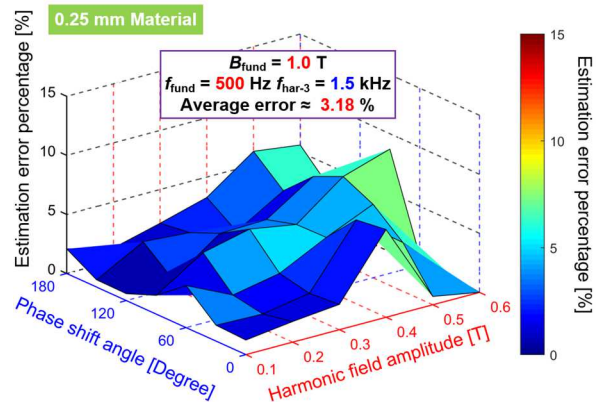 0.25 mm Material
B_fund = 1.0 T
f_fund = 500 Hz f_har-3 = 1.5 kHz
Average error ≈ 3.18 %
Estimation error percentage [%]
15
10
5
0
180
120
60
0
Phase shift angle [Degree]
0.1
0.2
0.3
0.4
0.5
0.6
Harmonic field amplitude [T]
15
10
5
0
Estimation error percentage [%]